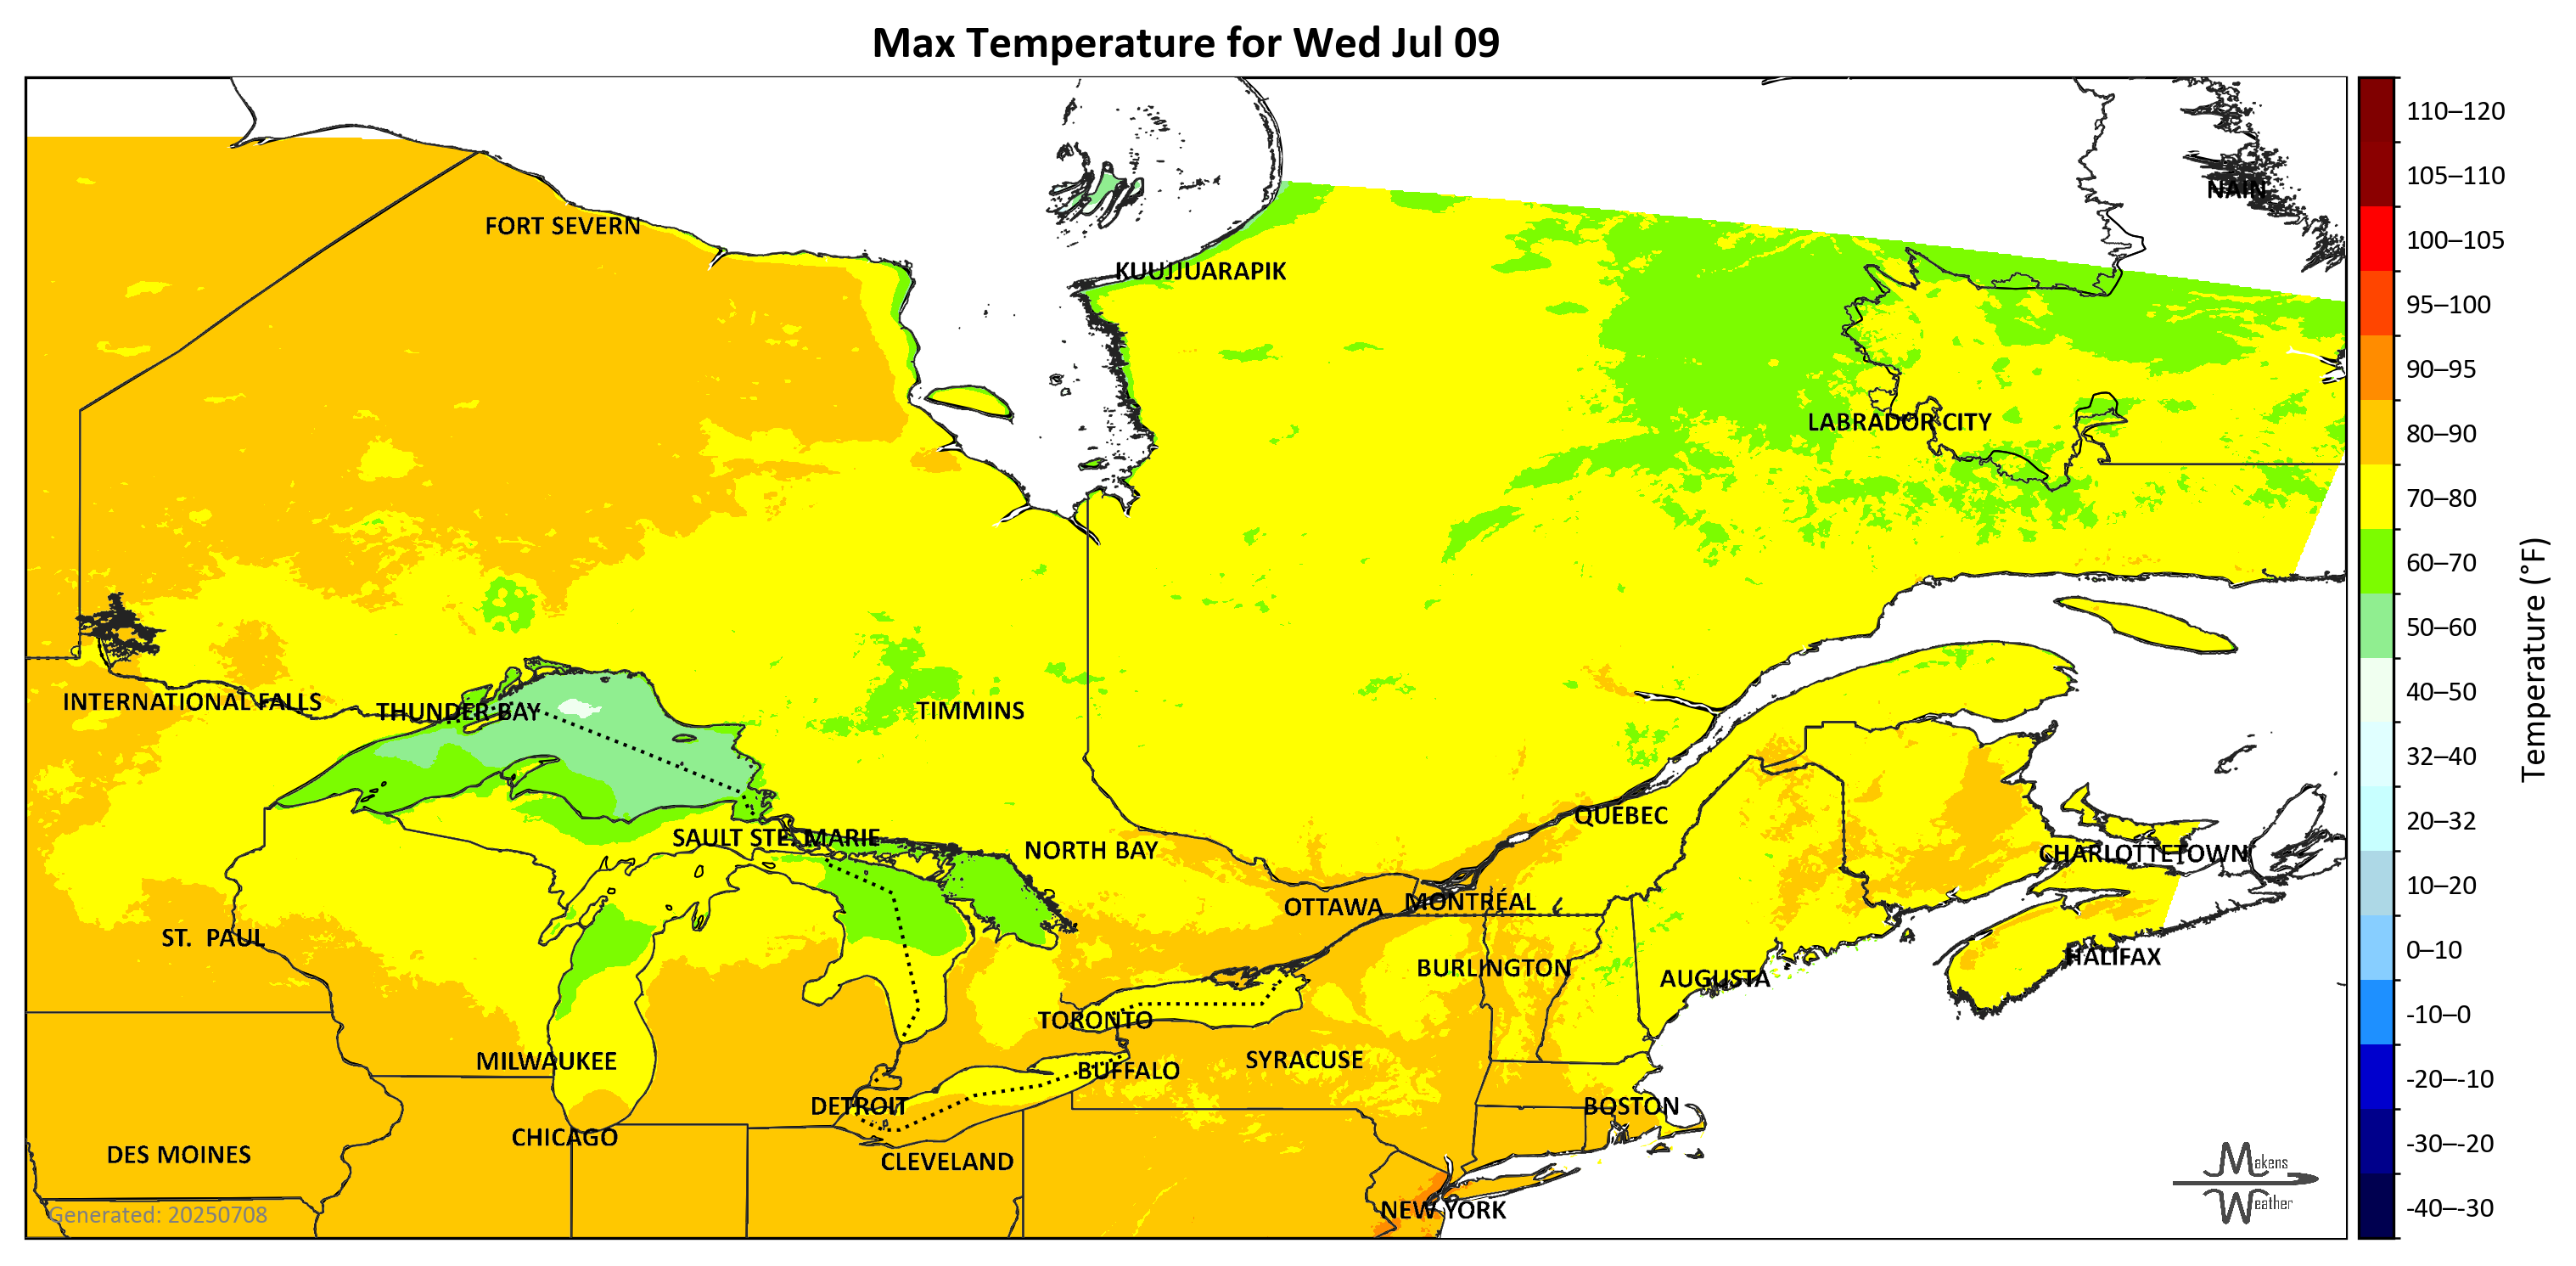 Max Temperature for Wed Jul 09
NAIN
FORT SEVERN
KUUJJUARAPIK
LABRADOR CITY
INTERNATIONAL FALLS
THUNDER BAY
TIMMINS
SAULT STE. MARIE
NORTH BAY
QUEBEC
CHARLOTTETOWN
OTTAWA
MONTRÉAL
ST. PAUL
BURLINGTON
AUGUSTA
HALIFAX
TORONTO
MILWAUKEE
BUFFALO
SYRACUSE
DETROIT
BOSTON
CHICAGO
DES MOINES
CLEVELAND
NEW YORK
Generated: 20250708
Makens
Weather
110–120
105–110
100–105
95–100
90–95
80–90
70–80
60–70
50–60
40–50
32–40
20–32
10–20
0–10
-10–0
-20–-10
-30–-20
-40–-30
Temperature (°F)